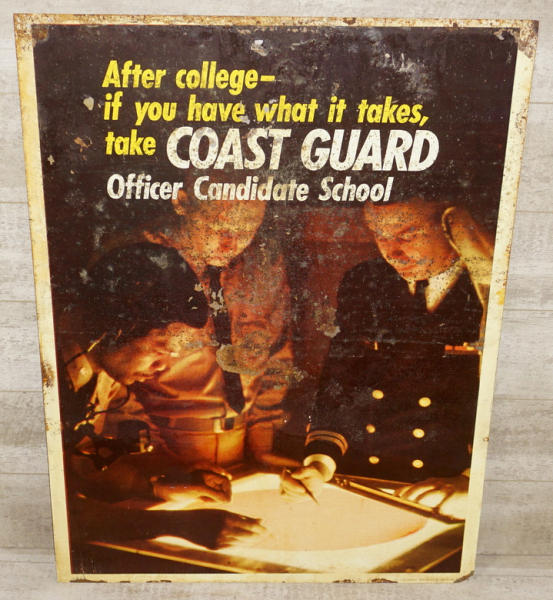 After college—
if you have what it takes,
take COAST GUARD
Officer Candidate School